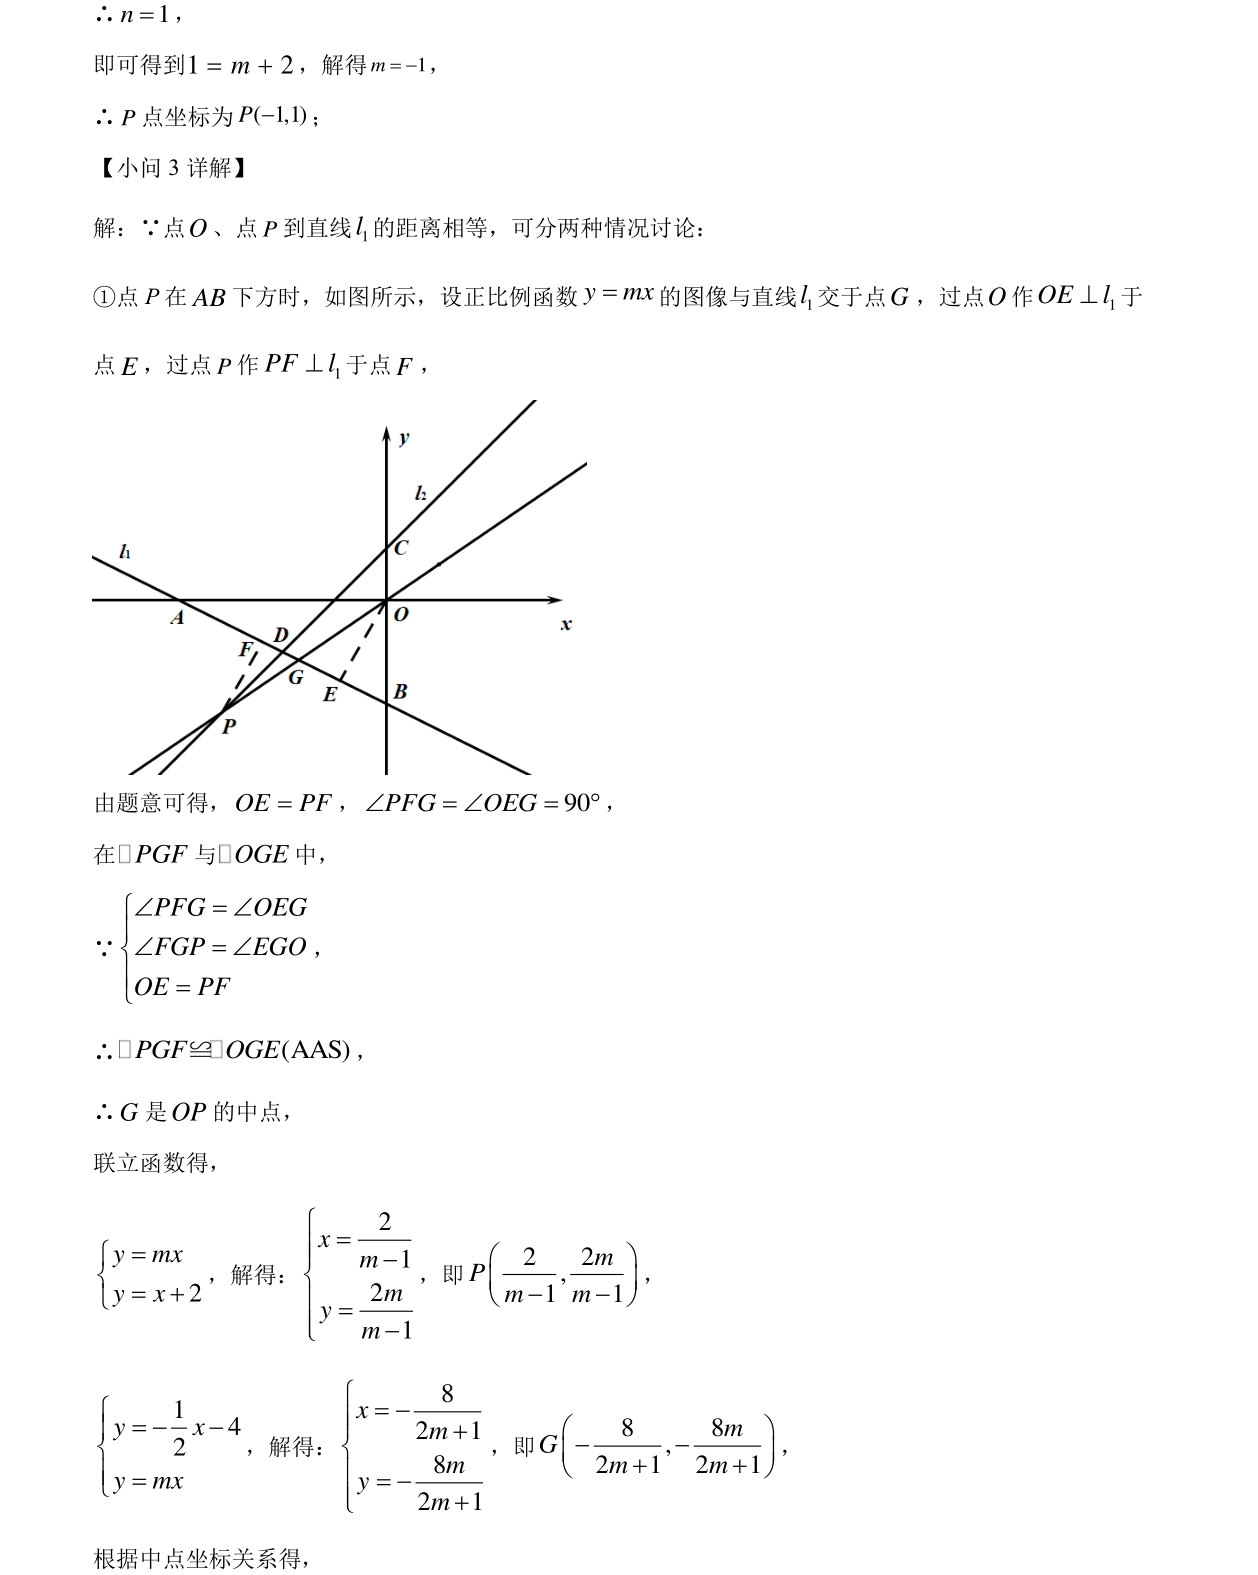 ∴ n = 1，
即可得到1 = m + 2，解得 m = −1，
∴ P 点坐标为 P(−1,1)；
【小问 3 详解】
解：∵点 O 、点 P 到直线 l₁ 的距离相等，可分两种情况讨论：
①点 P 在 AB 下方时，如图所示，设正比例函数 y = mx 的图像与直线 l₁ 交于点 G ，过点 O 作 OE ⊥ l₁ 于
点 E，过点 P 作 PF ⊥ l₁ 于点 F ，
y
l₂
C
l₁
A
O
x
D
F
G
E
B
P
由题意可得，OE = PF ，∠PFG = ∠OEG = 90° ，
在□PGF 与□OGE 中，
∵ { ∠PFG = ∠OEG
∠FGP = ∠EGO ，
OE = PF
∴□PGF≌□OGE(AAS)，
∴ G 是 OP 的中点，
联立函数得，
{ y = mx, y = x + 2 ，解得：{ x = 2/(m−1), y = 2m/(m−1) ，即 P(2/(m−1), 2m/(m−1))，
{ y = −1/2 x − 4, y = mx ，解得：{ x = −8/(2m+1), y = −8m/(2m+1) ，即 G(−8/(2m+1), −8m/(2m+1))，
根据中点坐标关系得，